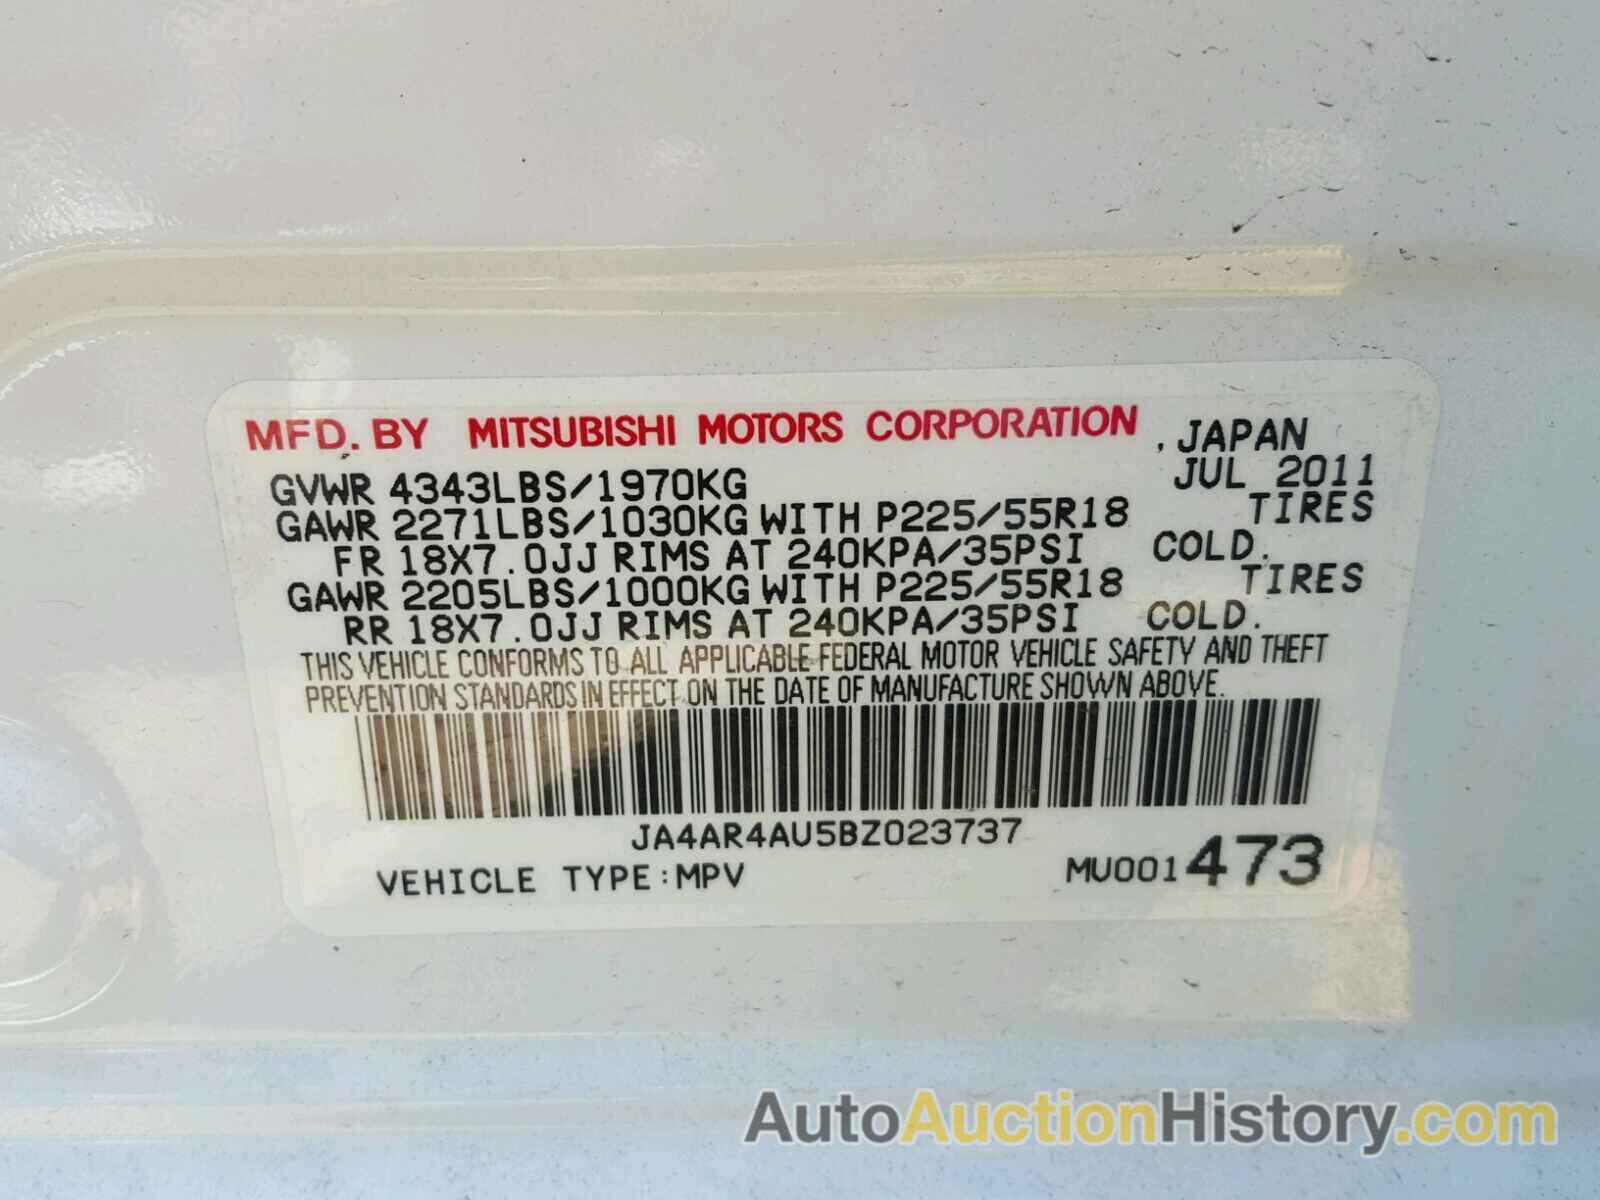 MFD. BY MITSUBISHI MOTORS CORPORATION , JAPAN
GVWR 4343LBS/1970KG JUL 2011
GAWR 2271LBS/1030KG WITH P225/55R18 TIRES
FR 18X7.0JJ RIMS AT 240KPA/35PSI COLD.
GAWR 2205LBS/1000KG WITH P225/55R18 TIRES
RR 18X7.0JJ RIMS AT 240KPA/35PSI COLD.
THIS VEHICLE CONFORMS TO ALL APPLICABLE FEDERAL MOTOR VEHICLE SAFETY AND THEFT
PREVENTION STANDARDS IN EFFECT ON THE DATE OF MANUFACTURE SHOWN ABOVE.
JA4AR4AU5BZ023737
VEHICLE TYPE:MPV MU001473
AutoAuctionHistory.com